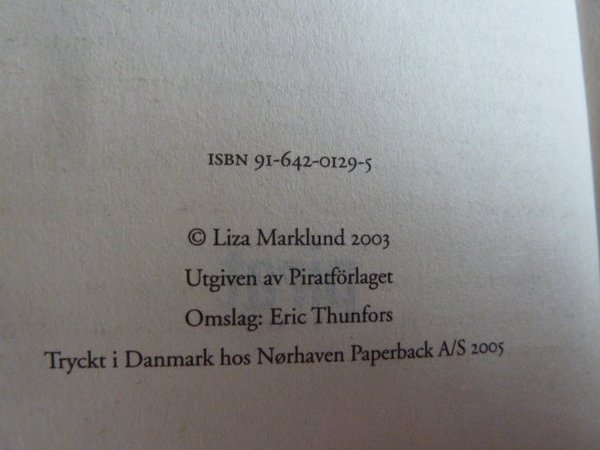 ISBN 91-642-0129-5
© Liza Marklund 2003
Utgiven av Piratförlaget
Omslag: Eric Thunfors
Tryckt i Danmark hos Nørhaven Paperback A/S 2005